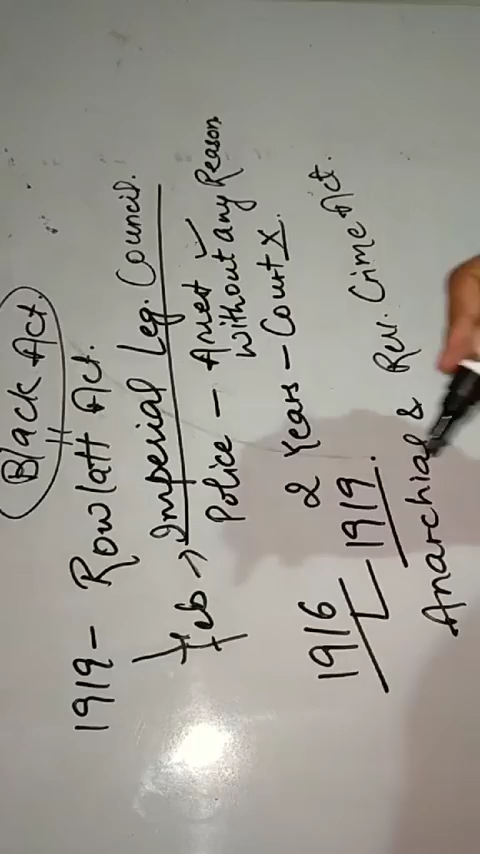 Black Act.
1919 - Rowlatt Act.
Feb → Imperial Leg. Council.
Police - Arrest ✓
without any Reason
2 Years - Court X.
1916 - 1919.
Anarchial & Rev. Crime Act.